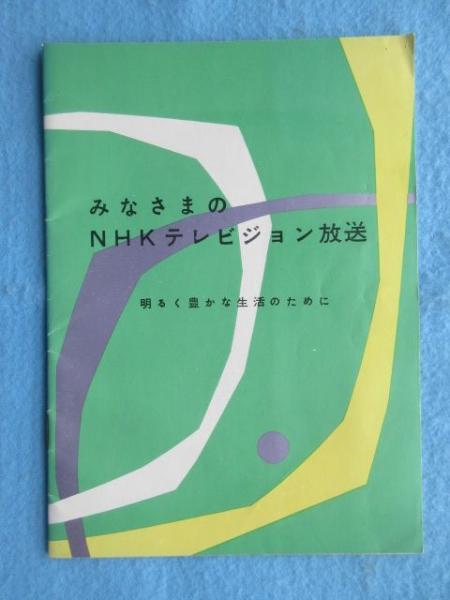 みなさまの
NHKテレビジョン放送
明るく豊かな生活のために